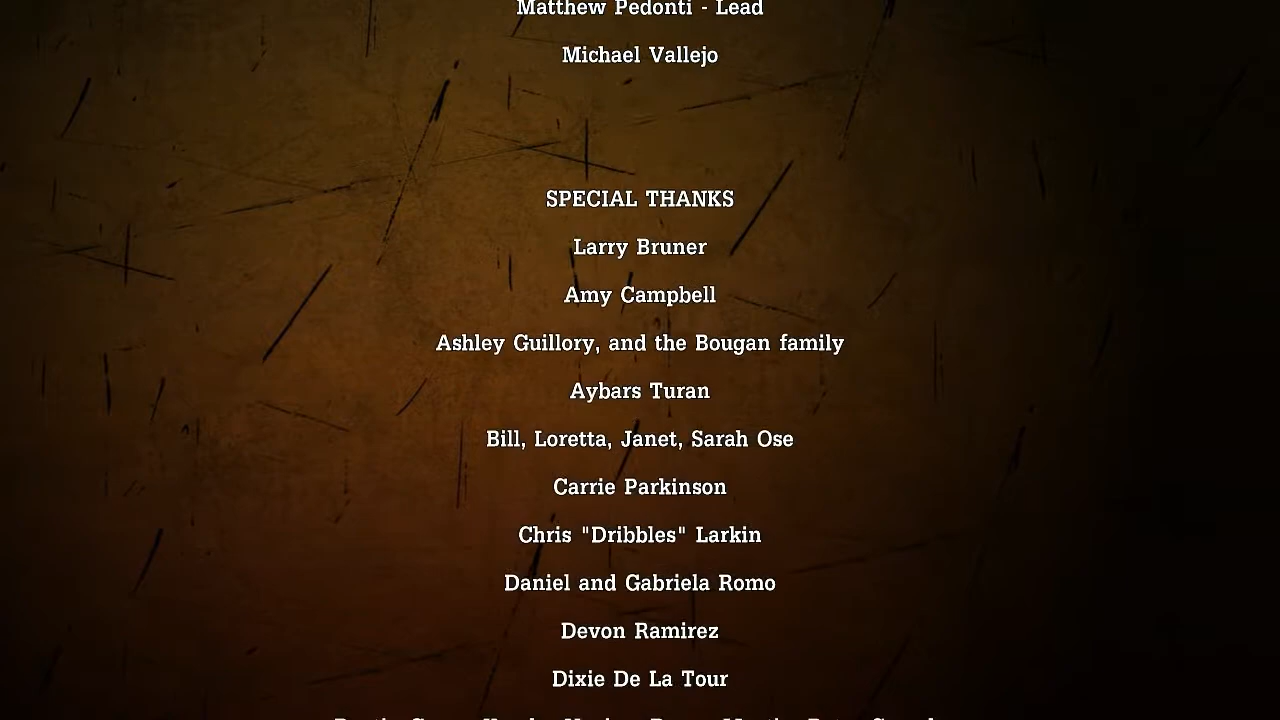 Matthew Pedonti - Lead
Michael Vallejo
SPECIAL THANKS
Larry Bruner
Amy Campbell
Ashley Guillory, and the Bougan family
Aybars Turan
Bill, Loretta, Janet, Sarah Ose
Carrie Parkinson
Chris "Dribbles" Larkin
Daniel and Gabriela Romo
Devon Ramirez
Dixie De La Tour